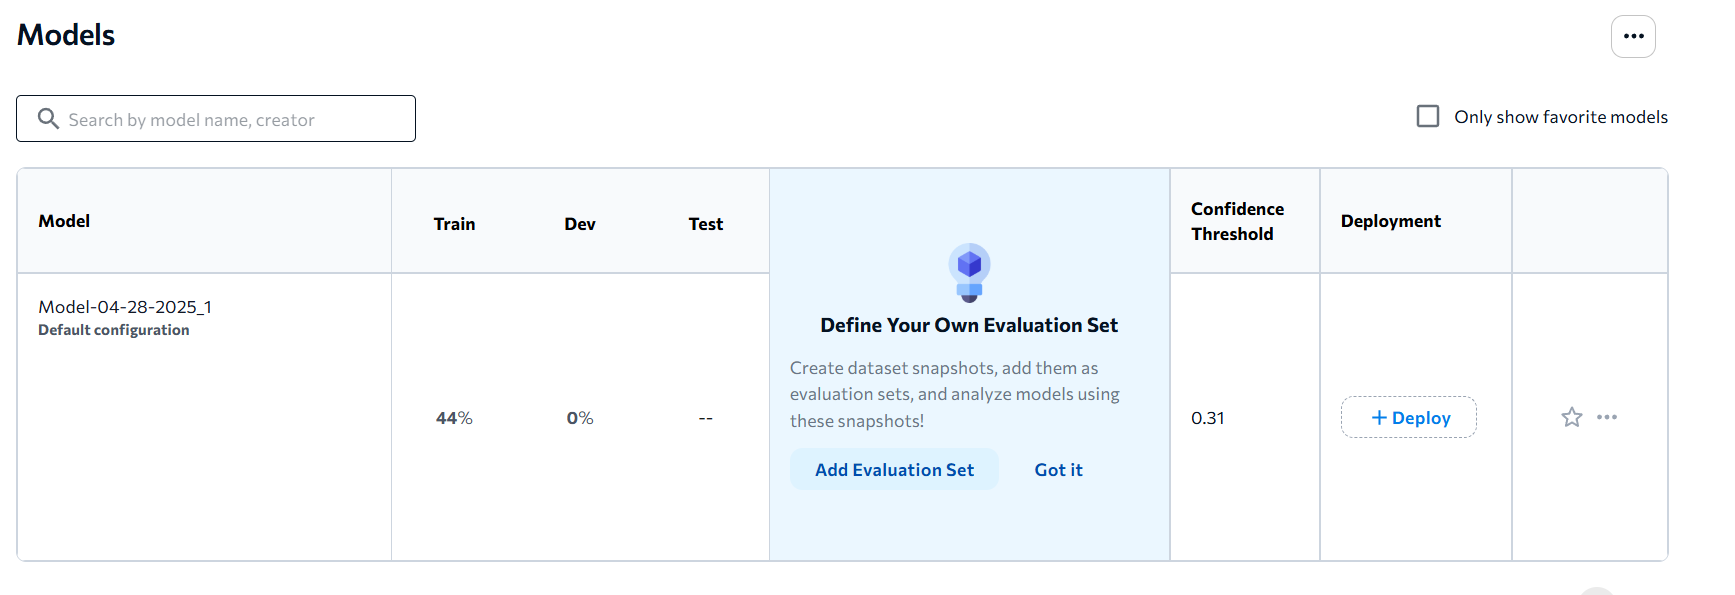 Models
Search by model name, creator
Only show favorite models
Model
Train
Dev
Test
Confidence
Threshold
Deployment
Model-04-28-2025_1
Default configuration
44%
0%
--
Define Your Own Evaluation Set
Create dataset snapshots, add them as
evaluation sets, and analyze models using
these snapshots!
Add Evaluation Set
Got it
0.31
+ Deploy